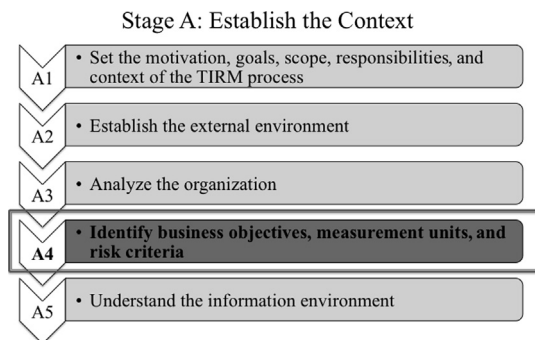 Stage A: Establish the Context
A1
• Set the motivation, goals, scope, responsibilities, and
context of the TIRM process
A2
• Establish the external environment
A3
• Analyze the organization
A4
• Identify business objectives, measurement units, and
risk criteria
A5
• Understand the information environment